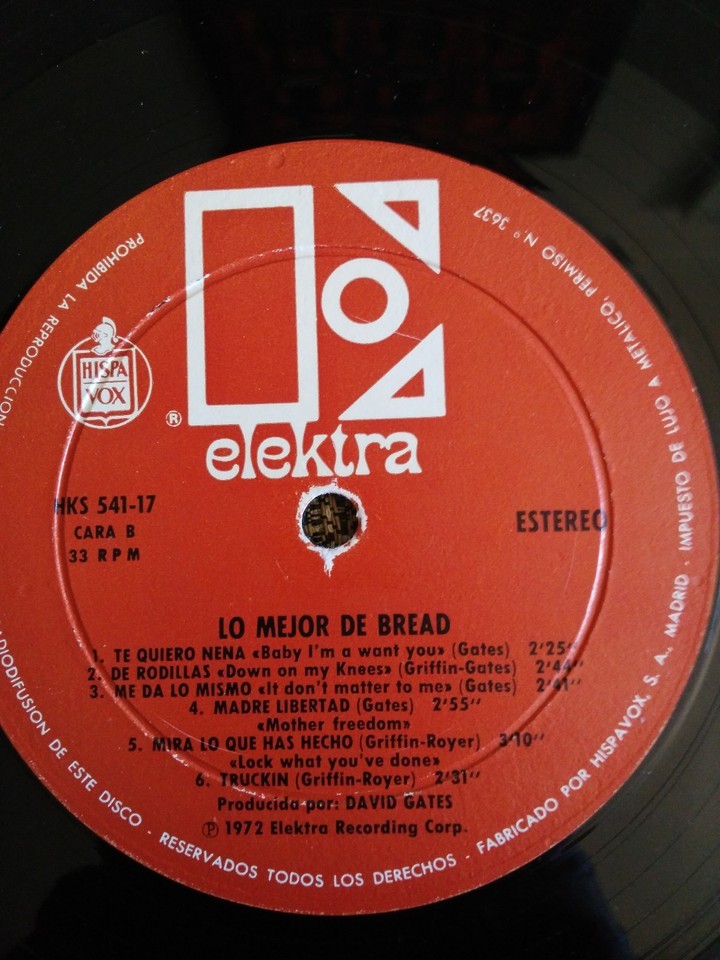 PROHIBIDA LA REPRODUCCION
RADIODIFUSION DE ESTE DISCO - RESERVADOS TODOS LOS DERECHOS - FABRICADO POR HISPAVOX, S. A., MADRID - IMPUESTO DE LUJO A METALICO, PERMISO N.º 3637
HISPA
VOX
®
elektra
HKS 541-17
CARA B
33 RPM
ESTEREO
LO MEJOR DE BREAD
1. TE QUIERO NENA «Baby I'm a want you» (Gates) 2'25"
2. DE RODILLAS «Down on my Knees» (Griffin-Gates) 2'44"
3. ME DA LO MISMO «It don't matter to me» (Gates) 2'41"
4. MADRE LIBERTAD (Gates) 2'55"
«Mother freedom»
5. MIRA LO QUE HAS HECHO (Griffin-Royer) 3'10"
«Lock what you've done»
6. TRUCKIN (Griffin-Royer) 2'31"
Producida por: DAVID GATES
Ⓟ 1972 Elektra Recording Corp.